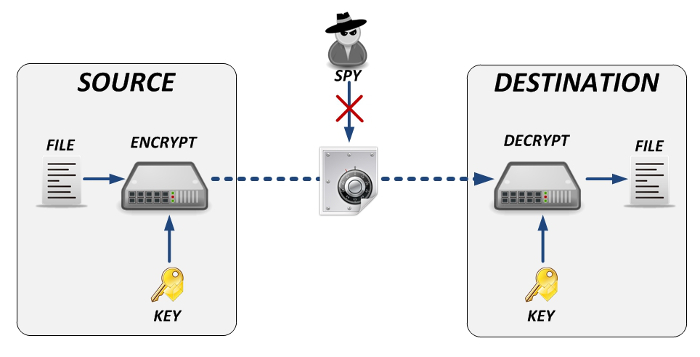 SPY
SOURCE
FILE
ENCRYPT
KEY
DESTINATION
DECRYPT
FILE
KEY